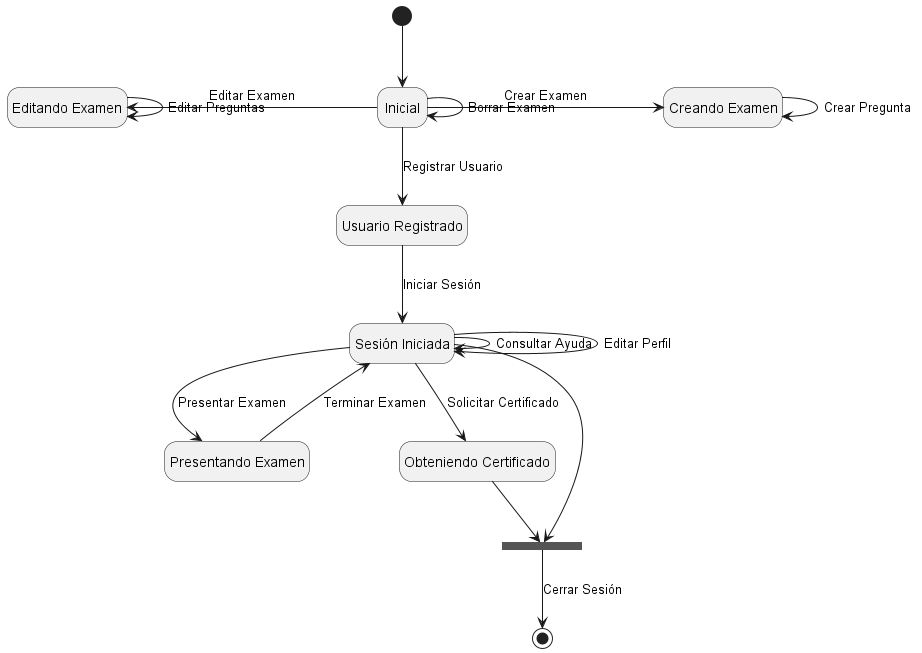 Editar Examen
Crear Examen
Editando Examen
Editar Preguntas
Inicial
Borrar Examen
Creando Examen
Crear Pregunta
Registrar Usuario
Usuario Registrado
Iniciar Sesión
Sesión Iniciada
Consultar Ayuda
Editar Perfil
Presentar Examen
Terminar Examen
Solicitar Certificado
Presentando Examen
Obteniendo Certificado
Cerrar Sesión